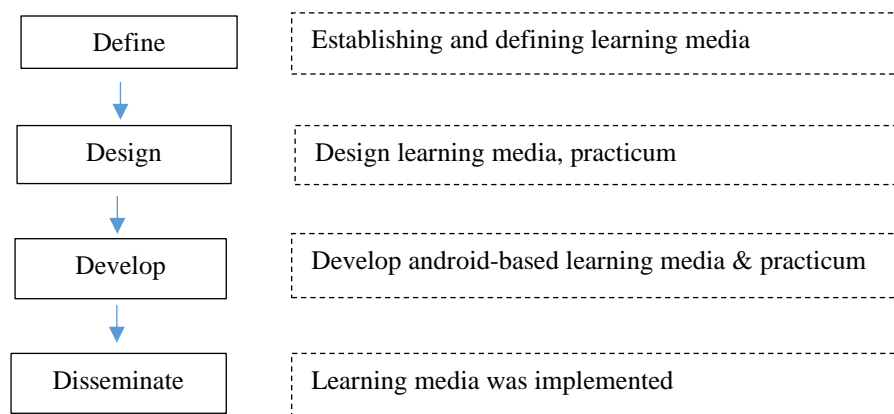 Define
Establishing and defining learning media
Design
Design learning media, practicum
Develop
Develop android-based learning media & practicum
Disseminate
Learning media was implemented